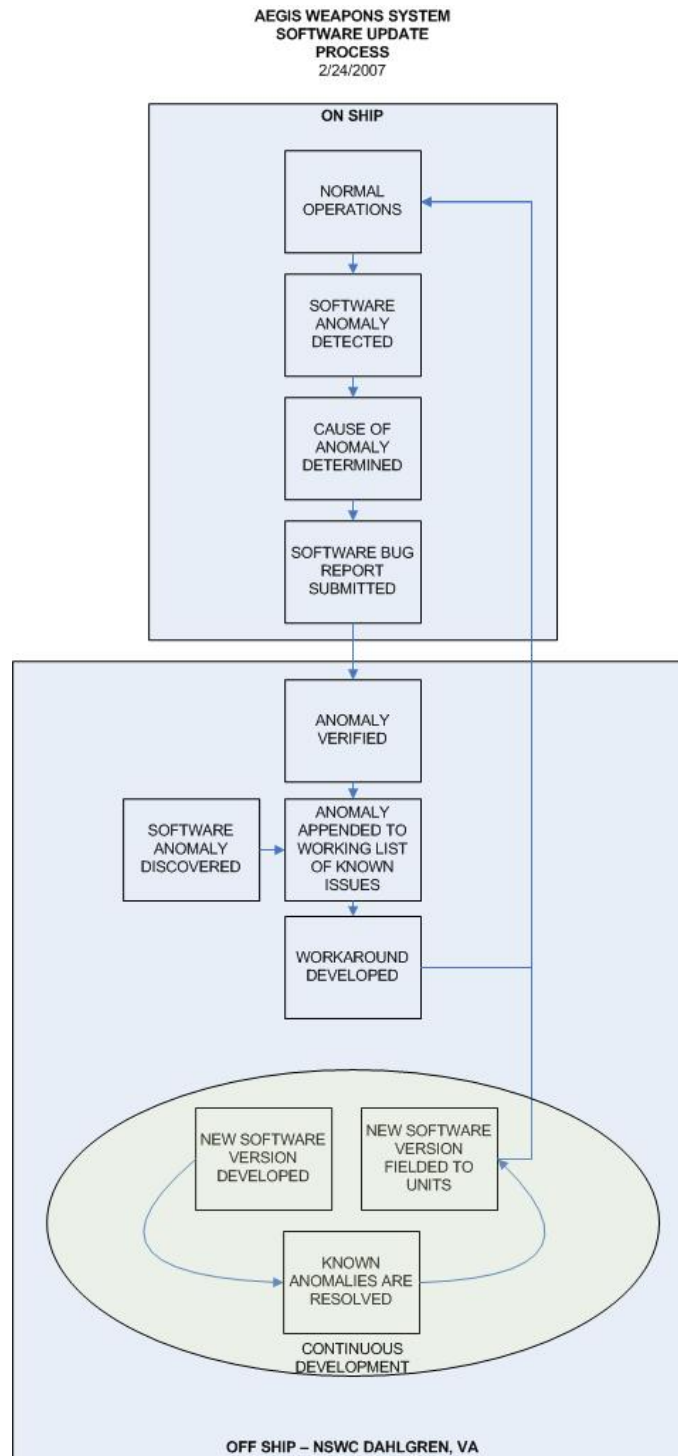 AEGIS WEAPONS SYSTEM
SOFTWARE UPDATE
PROCESS
2/24/2007
ON SHIP
NORMAL
OPERATIONS
SOFTWARE
ANOMALY
DETECTED
CAUSE OF
ANOMALY
DETERMINED
SOFTWARE BUG
REPORT
SUBMITTED
ANOMALY
VERIFIED
SOFTWARE
ANOMALY
DISCOVERED
ANOMALY
APPENDED TO
WORKING LIST
OF KNOWN
ISSUES
WORKAROUND
DEVELOPED
NEW SOFTWARE
VERSION
DEVELOPED
NEW SOFTWARE
VERSION
FIELDED TO
UNITS
KNOWN
ANOMALIES ARE
RESOLVED
CONTINUOUS
DEVELOPMENT
OFF SHIP – NSWC DAHLGREN, VA